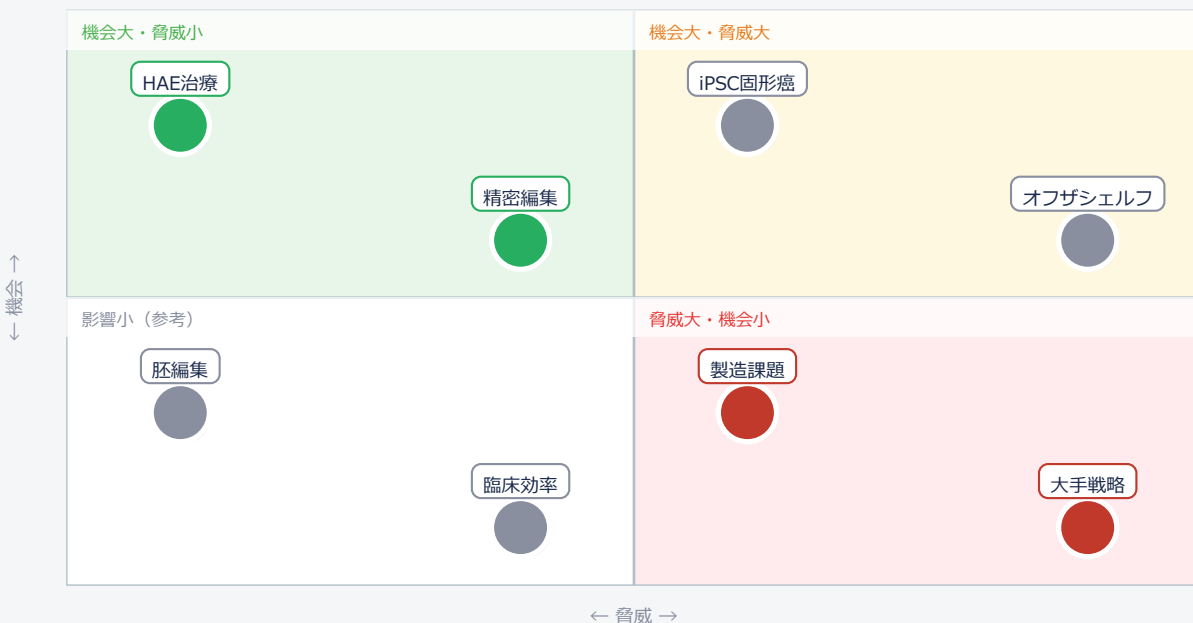 機会大・脅威小
機会大・脅威大
HAE治療
iPSC固形癌
精密編集
オフザシェルフ
← 機会 →
影響小（参考）
脅威大・機会小
胚編集
製造課題
臨床効率
大手戦略
← 脅威 →